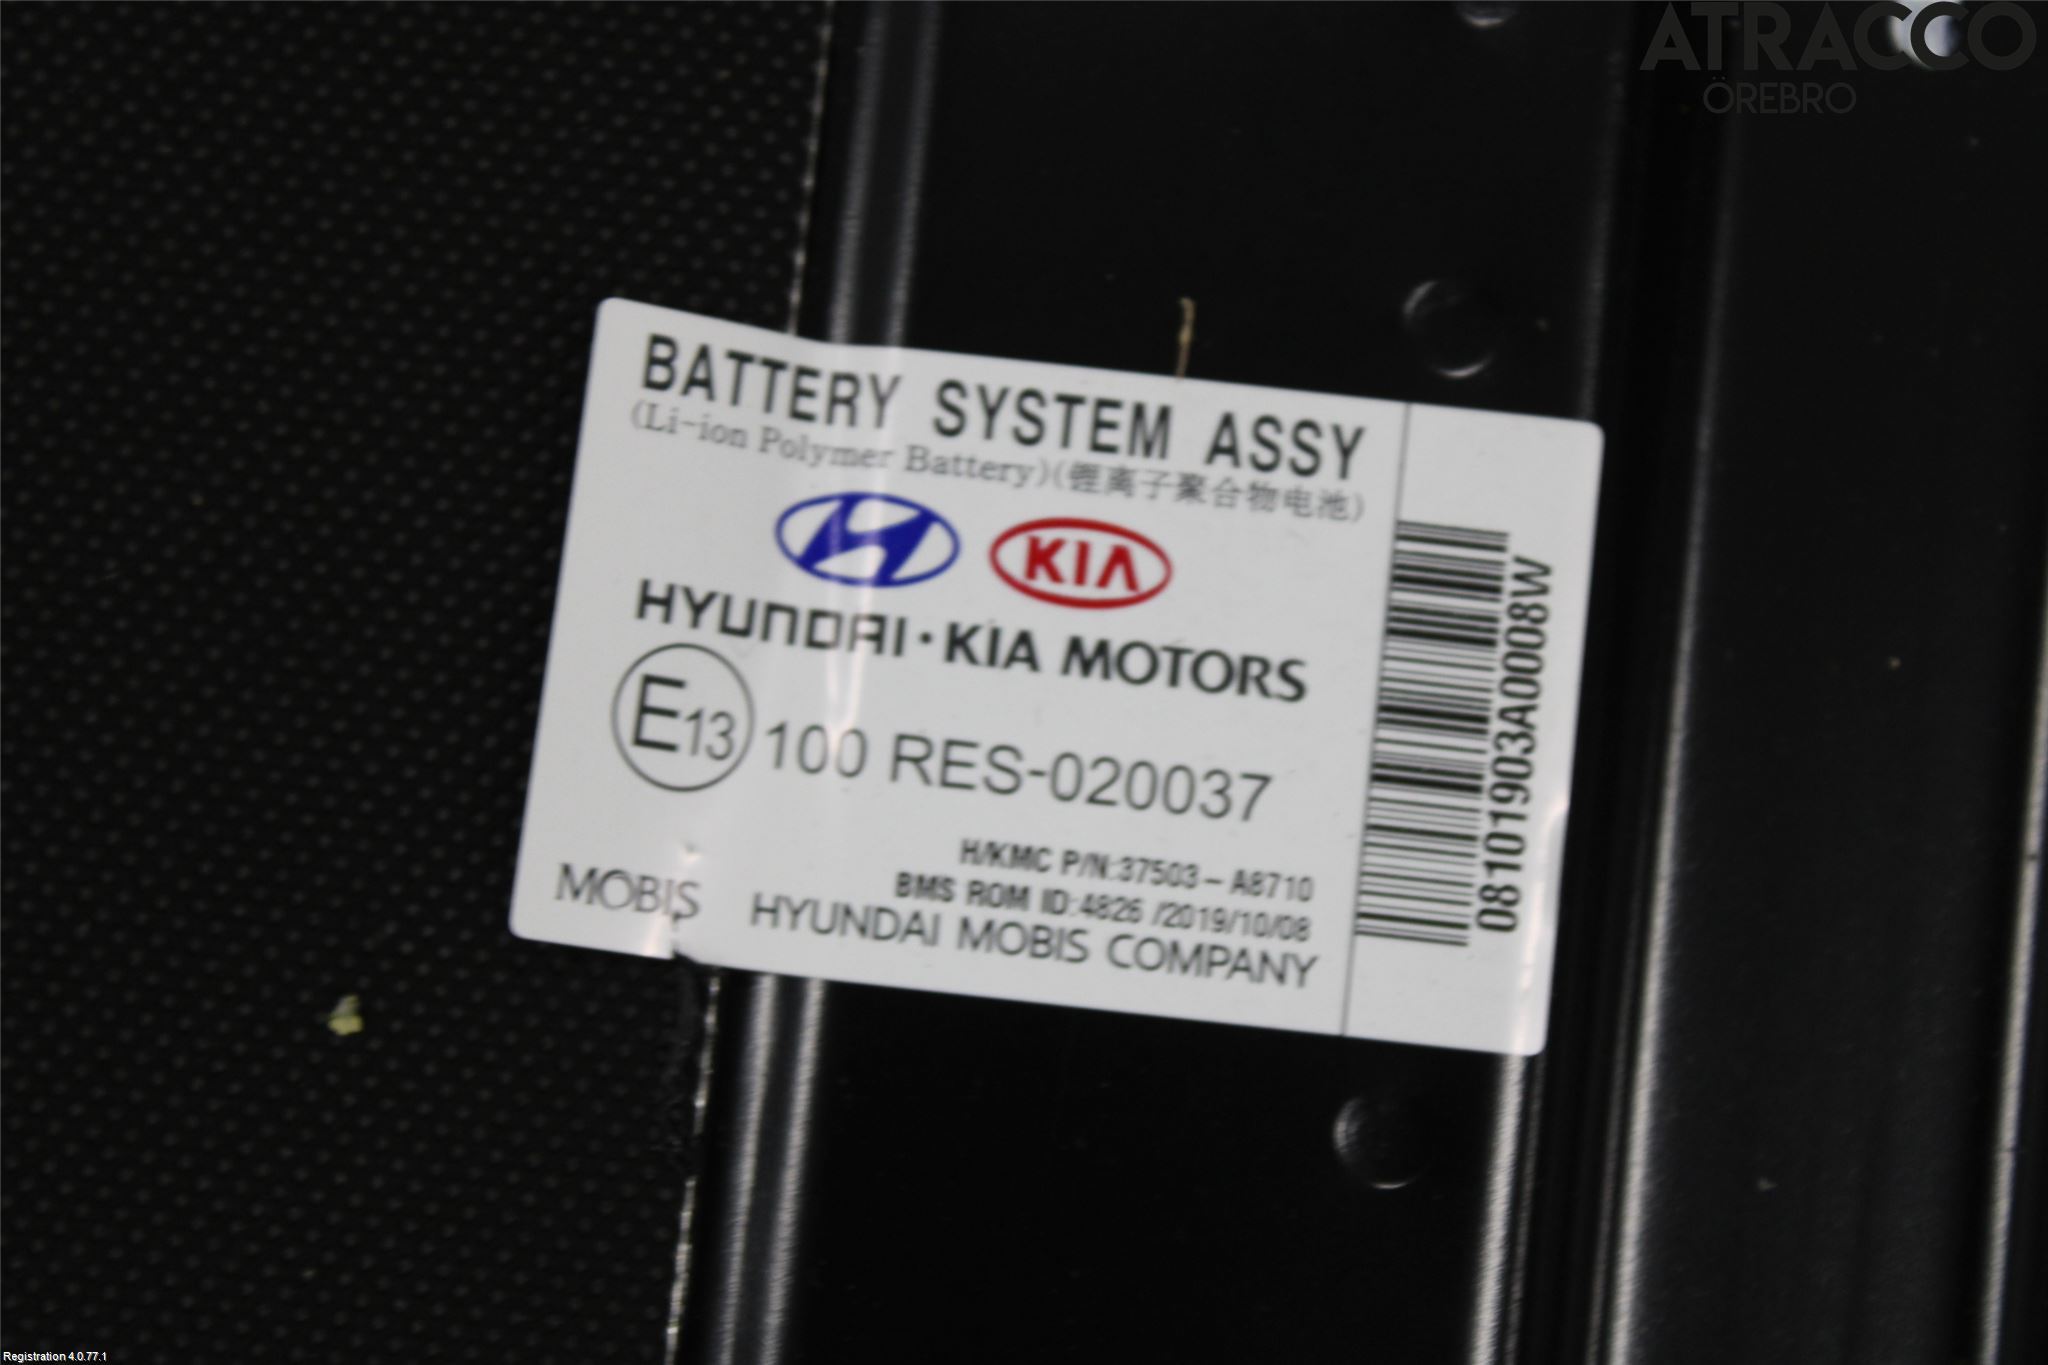 ATRACCO
ÖREBRO
BATTERY SYSTEM ASSY
(Li-ion Polymer Battery)(锂离子聚合物电池)
KIA
HYUNDAI·KIA MOTORS
E13 100 RES-020037
H/KMC P/N:37503-A8710
BMS ROM ID:4826 /2019/10/08
MOBIS HYUNDAI MOBIS COMPANY
08101903A0008W
Registration 4.0.77.1